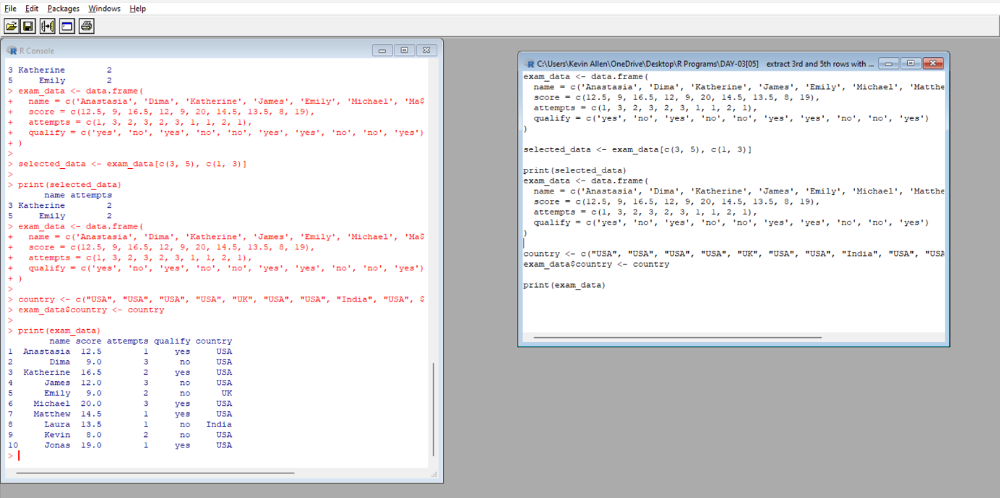 File Edit Packages Windows Help
R Console
3 Katherine 2
5 Emily 2
> exam_data <- data.frame(
+ name = c('Anastasia', 'Dima', 'Katherine', 'James', 'Emily', 'Michael', 'Ma$
+ score = c(12.5, 9, 16.5, 12, 9, 20, 14.5, 13.5, 8, 19),
+ attempts = c(1, 3, 2, 3, 2, 3, 1, 1, 2, 1),
+ qualify = c('yes', 'no', 'yes', 'no', 'no', 'yes', 'yes', 'no', 'no', 'yes')
+ )
>
> selected_data <- exam_data[c(3, 5), c(1, 3)]
>
> print(selected_data)
name attempts
3 Katherine 2
5 Emily 2
> exam_data <- data.frame(
+ name = c('Anastasia', 'Dima', 'Katherine', 'James', 'Emily', 'Michael', 'Ma$
+ score = c(12.5, 9, 16.5, 12, 9, 20, 14.5, 13.5, 8, 19),
+ attempts = c(1, 3, 2, 3, 2, 3, 1, 1, 2, 1),
+ qualify = c('yes', 'no', 'yes', 'no', 'no', 'yes', 'yes', 'no', 'no', 'yes')
+ )
>
> country <- c("USA", "USA", "USA", "USA", "UK", "USA", "USA", "India", "USA", $
> exam_data$country <- country
>
> print(exam_data)
name score attempts qualify country
1 Anastasia 12.5 1 yes USA
2 Dima 9.0 3 no USA
3 Katherine 16.5 2 yes USA
4 James 12.0 3 no USA
5 Emily 9.0 2 no UK
6 Michael 20.0 3 yes USA
7 Matthew 14.5 1 yes USA
8 Laura 13.5 1 no India
9 Kevin 8.0 2 no USA
10 Jonas 19.0 1 yes USA
>
C:\Users\Kevin Allen\OneDrive\Desktop\R Programs\DAY-03[05] extract 3rd and 5th rows with ...
exam_data <- data.frame(
name = c('Anastasia', 'Dima', 'Katherine', 'James', 'Emily', 'Michael', 'Matthe
score = c(12.5, 9, 16.5, 12, 9, 20, 14.5, 13.5, 8, 19),
attempts = c(1, 3, 2, 3, 2, 3, 1, 1, 2, 1),
qualify = c('yes', 'no', 'yes', 'no', 'no', 'yes', 'yes', 'no', 'no', 'yes')
)
selected_data <- exam_data[c(3, 5), c(1, 3)]
print(selected_data)
exam_data <- data.frame(
name = c('Anastasia', 'Dima', 'Katherine', 'James', 'Emily', 'Michael', 'Matthe
score = c(12.5, 9, 16.5, 12, 9, 20, 14.5, 13.5, 8, 19),
attempts = c(1, 3, 2, 3, 2, 3, 1, 1, 2, 1),
qualify = c('yes', 'no', 'yes', 'no', 'no', 'yes', 'yes', 'no', 'no', 'yes')
)
country <- c("USA", "USA", "USA", "USA", "UK", "USA", "USA", "India", "USA", "USA
exam_data$country <- country
print(exam_data)